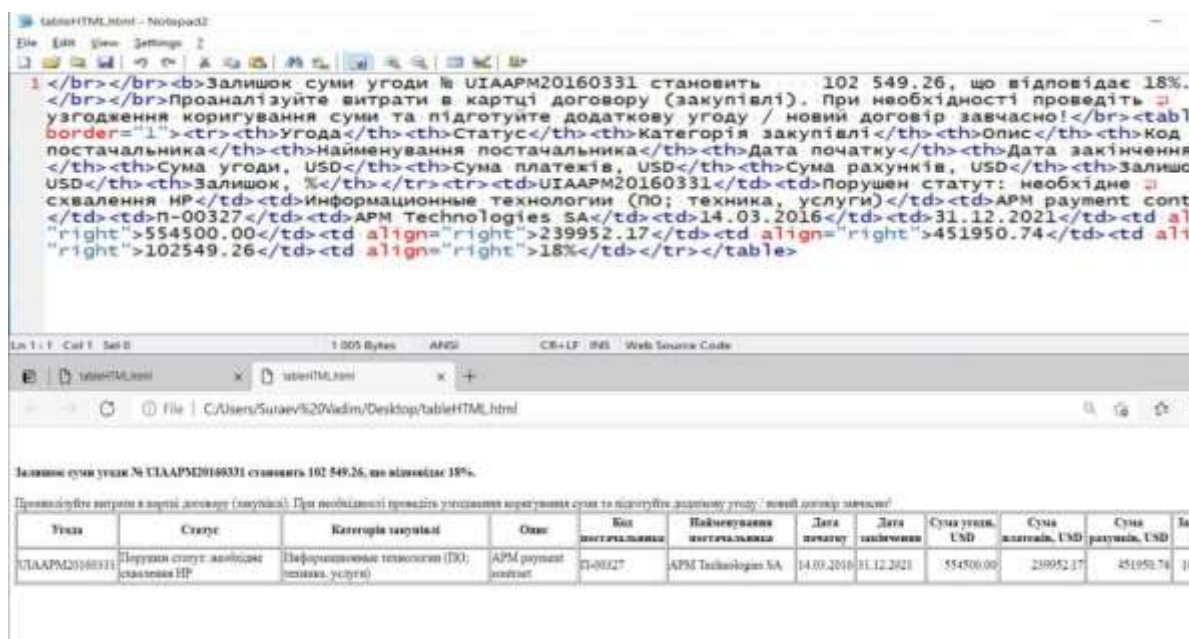 tableHTML.html - Notepad2
File Edit View Settings ?
1 </br></br><b>Залишок суми угоди № UIAAPM20160331 становить 102 549.26, що відповідає 18%.
</br></br>Проаналізуйте витрати в картці договору (закупівлі). При необхідності проведіть
узгодження коригування суми та підготуйте додаткову угоду / новий договір завчасно!</br><tabl
border="1"><tr><th>Угода</th><th>Статус</th><th>Категорія закупівлі</th><th>Опис</th><th>Код
постачальника</th><th>Найменування постачальника</th><th>Дата початку</th><th>Дата закінчення
</th><th>Сума угоди, USD</th><th>Сума платежів, USD</th><th>Сума рахунків, USD</th><th>Залишо
USD</th><th>Залишок, %</th></tr><tr><td>UIAAPM20160331</td><td>Порушен статут: необхідне
схвалення НР</td><td>Информационные технологии (ПО; техника, услуги)</td><td>APM payment cont
</td><td>П-00327</td><td>APM Technologies SA</td><td>14.03.2016</td><td>31.12.2021</td><td al
"right">554500.00</td><td align="right">239952.17</td><td align="right">451950.74</td><td ali
"right">102549.26</td><td align="right">18%</td></tr></table>
Ln 1 : 1 Col 1 Sel 0 1 005 Bytes ANSI CR+LF INS Web Source Code
tableHTML.html tableHTML.html
File | C:/Users/Suraev%20Vadim/Desktop/tableHTML.html
Залишок суми угоди № UIAAPM20160331 становить 102 549.26, що відповідає 18%.
Проаналізуйте витрати в картці договору (закупівлі). При необхідності проведіть узгодження коригування суми та підготуйте додаткову угоду / новий договір завчасно!
Угода Статус Категорія закупівлі Опис Код постачальника Найменування постачальника Дата початку Дата закінчення Сума угоди, USD Сума платежів, USD Сума рахунків, USD За
UIAAPM20160331 Порушен статут: необхідне схвалення НР Информационные технологии (ПО; техника, услуги) APM payment contract П-00327 APM Technologies SA 14.03.2016 31.12.2021 554500.00 239952.17 451950.74 10